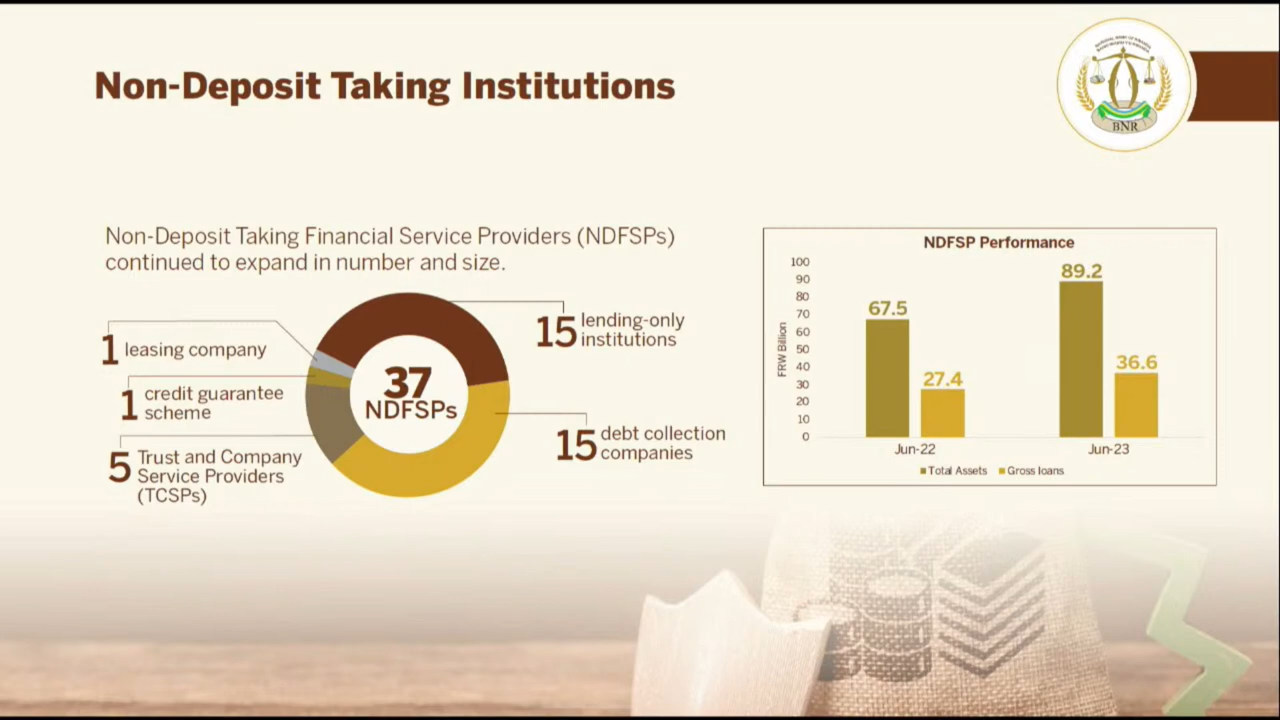 Non-Deposit Taking Institutions
BNR
Non-Deposit Taking Financial Service Providers (NDFSPs)
continued to expand in number and size.
15 lending-only
institutions
1 leasing company
37
NDFSPs
1 credit guarantee
scheme
15 debt collection
companies
5 Trust and Company
Service Providers
(TCSPs)
NDFSP Performance
FRW Billion
100
90
80
70
60
50
40
30
20
10
0
67.5
27.4
89.2
36.6
Jun-22
Jun-23
Total Assets
Gross loans